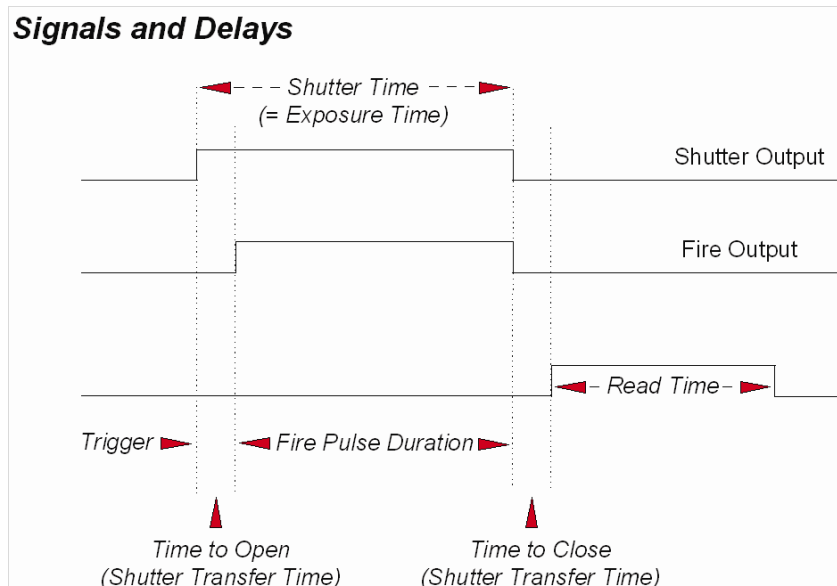 Signals and Delays
Shutter Time
(= Exposure Time)
Shutter Output
Fire Output
Read Time
Trigger
Fire Pulse Duration
Time to Open
(Shutter Transfer Time)
Time to Close
(Shutter Transfer Time)